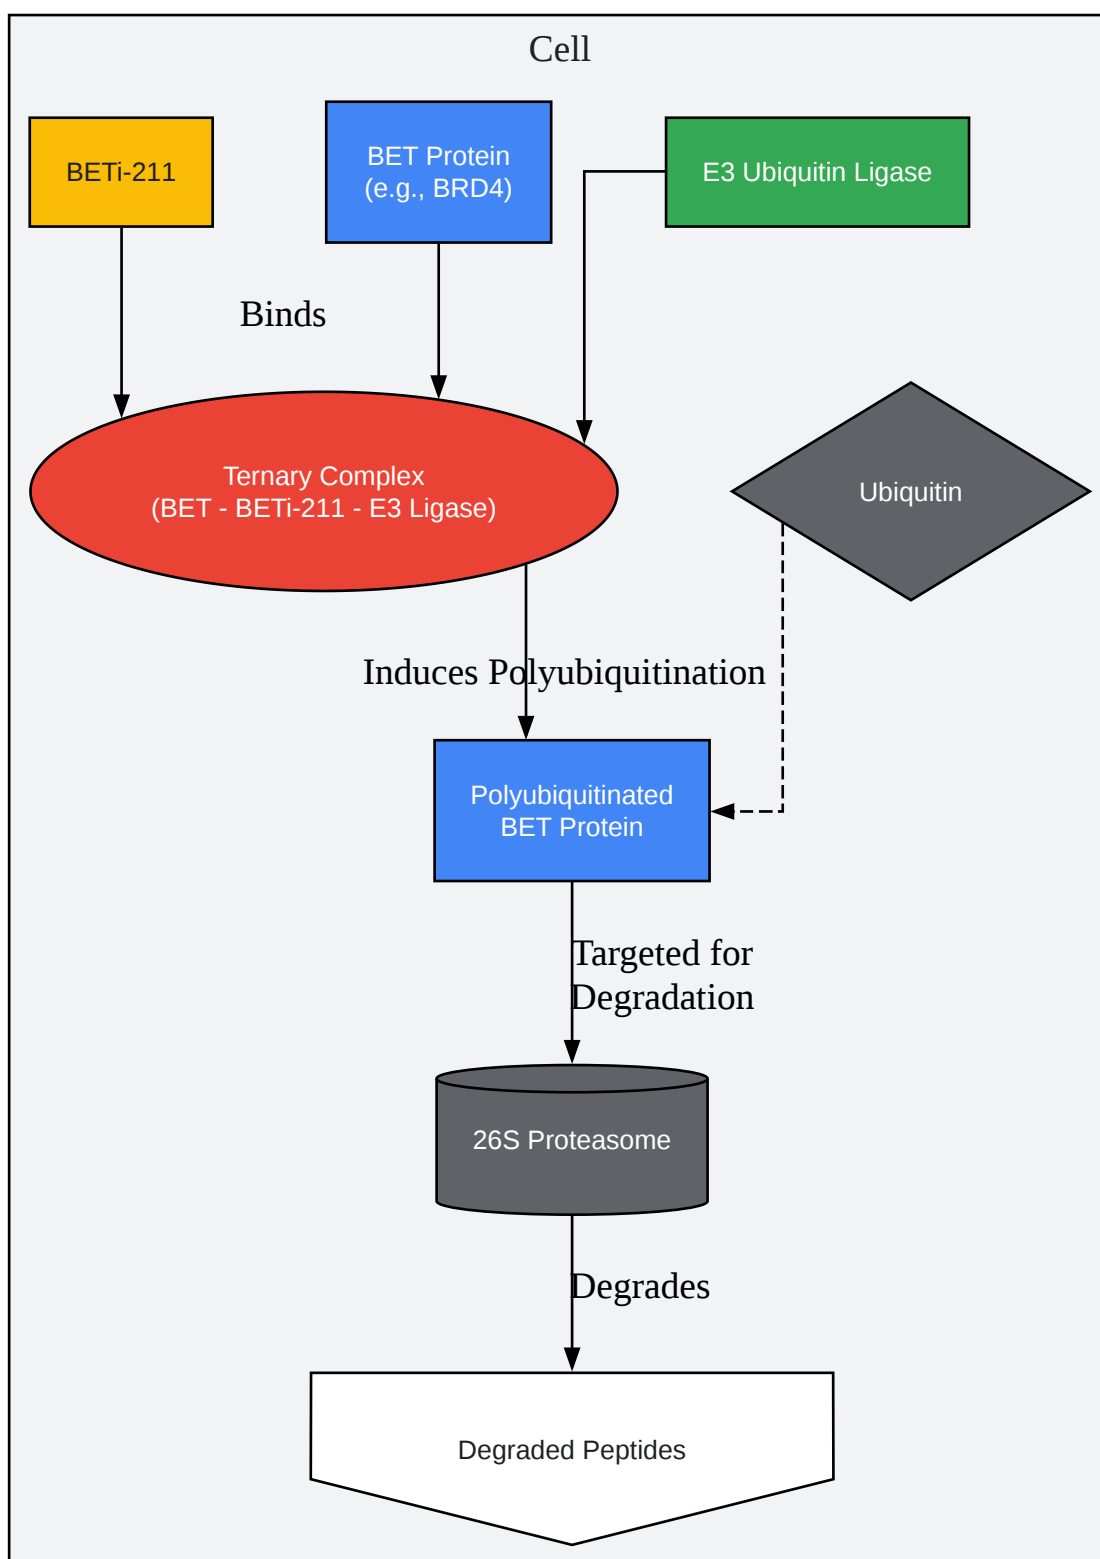 Cell
BETi-211
BET Protein
(e.g., BRD4)
E3 Ubiquitin Ligase
Binds
Ternary Complex
(BET - BETi-211 - E3 Ligase)
Ubiquitin
Induces Polyubiquitination
Polyubiquitinated
BET Protein
Targeted for
Degradation
26S Proteasome
Degrades
Degraded Peptides